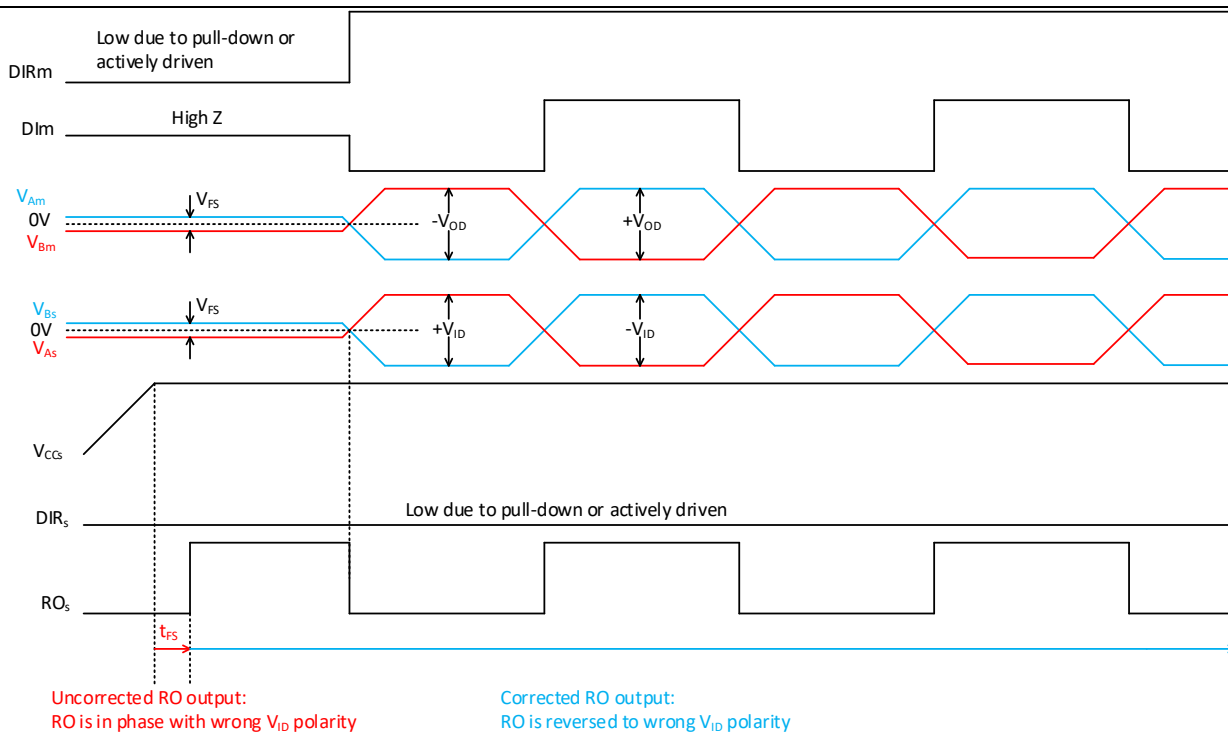 Low due to pull-down or
actively driven
DIRm
High Z
DIm
VAm
VFS
0V
-VOD
+VOD
VBm
VBs
VFS
0V
+VID
-VID
VAs
VCCs
Low due to pull-down or actively driven
DIRs
ROs
tFS
Uncorrected RO output:
RO is in phase with wrong VID polarity
Corrected RO output:
RO is reversed to wrong VID polarity